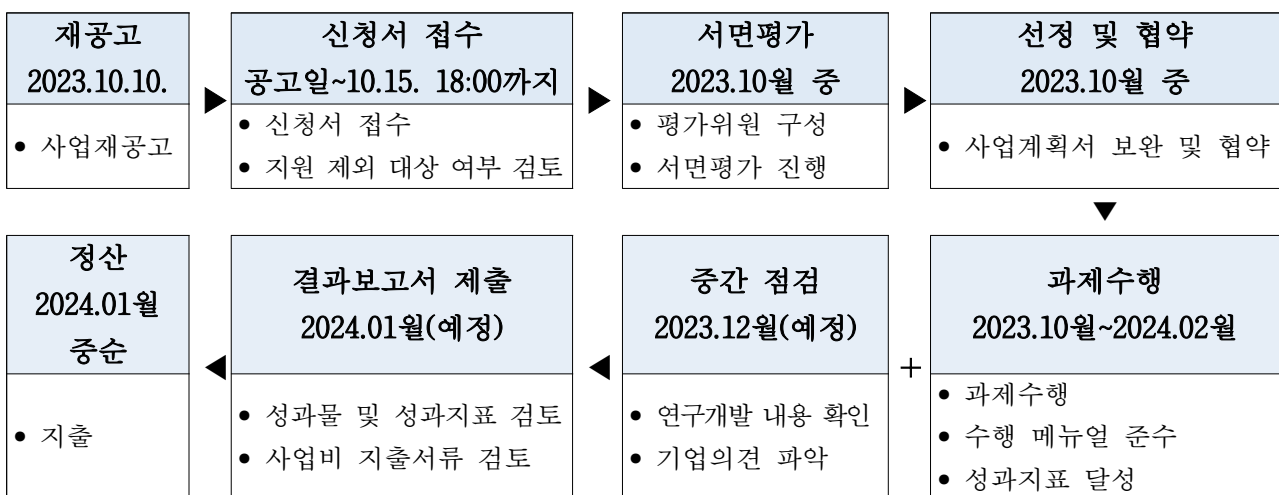 재공고
2023.10.10.
• 사업재공고
▶
신청서 접수
공고일~10.15. 18:00까지
• 신청서 접수
• 지원 제외 대상 여부 검토
▶
서면평가
2023.10월 중
• 평가위원 구성
• 서면평가 진행
▶
선정 및 협약
2023.10월 중
• 사업계획서 보완 및 협약
▼
과제수행
2023.10월~2024.02월
• 과제수행
• 수행 메뉴얼 준수
• 성과지표 달성
+
중간 점검
2023.12월(예정)
• 연구개발 내용 확인
• 기업의견 파악
◀
결과보고서 제출
2024.01월(예정)
• 성과물 및 성과지표 검토
• 사업비 지출서류 검토
◀
정산
2024.01월
중순
• 지출